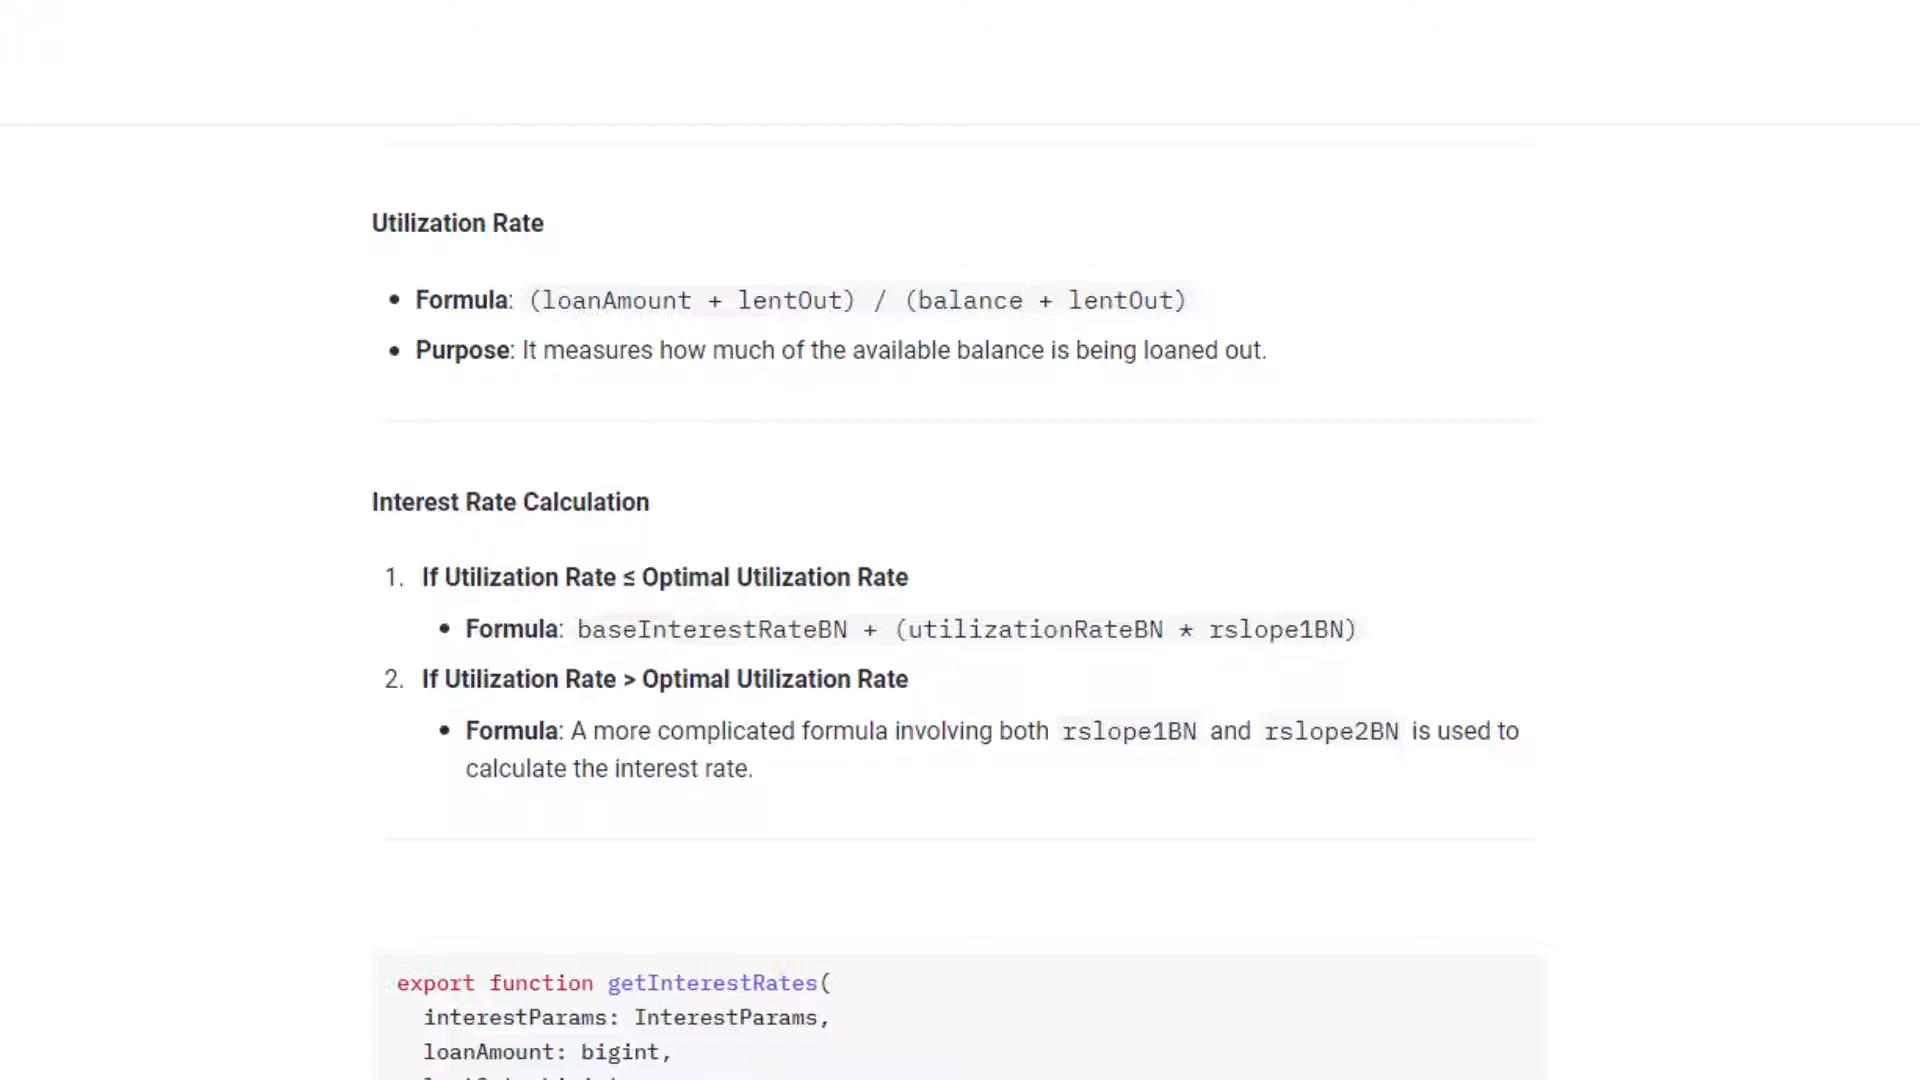 Utilization Rate
• Formula: (loanAmount + lentOut) / (balance + lentOut)
• Purpose: It measures how much of the available balance is being loaned out.
Interest Rate Calculation
1. If Utilization Rate ≤ Optimal Utilization Rate
• Formula: baseInterestRateBN + (utilizationRateBN * rslope1BN)
2. If Utilization Rate > Optimal Utilization Rate
• Formula: A more complicated formula involving both rslope1BN and rslope2BN is used to
calculate the interest rate.
export function getInterestRates(
interestParams: InterestParams,
loanAmount: bigint,